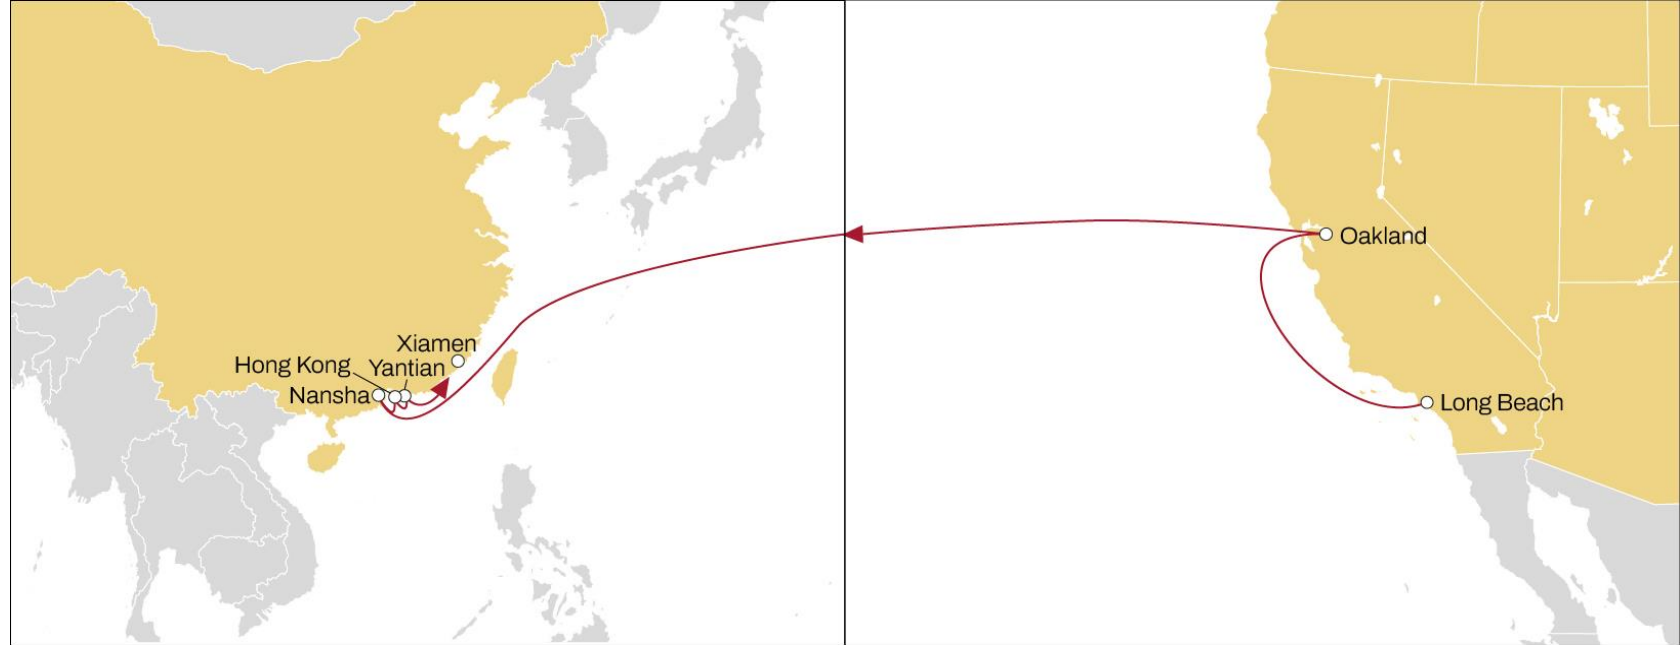 Xiamen
Hong Kong
Yantian
Nansha
Oakland
Long Beach